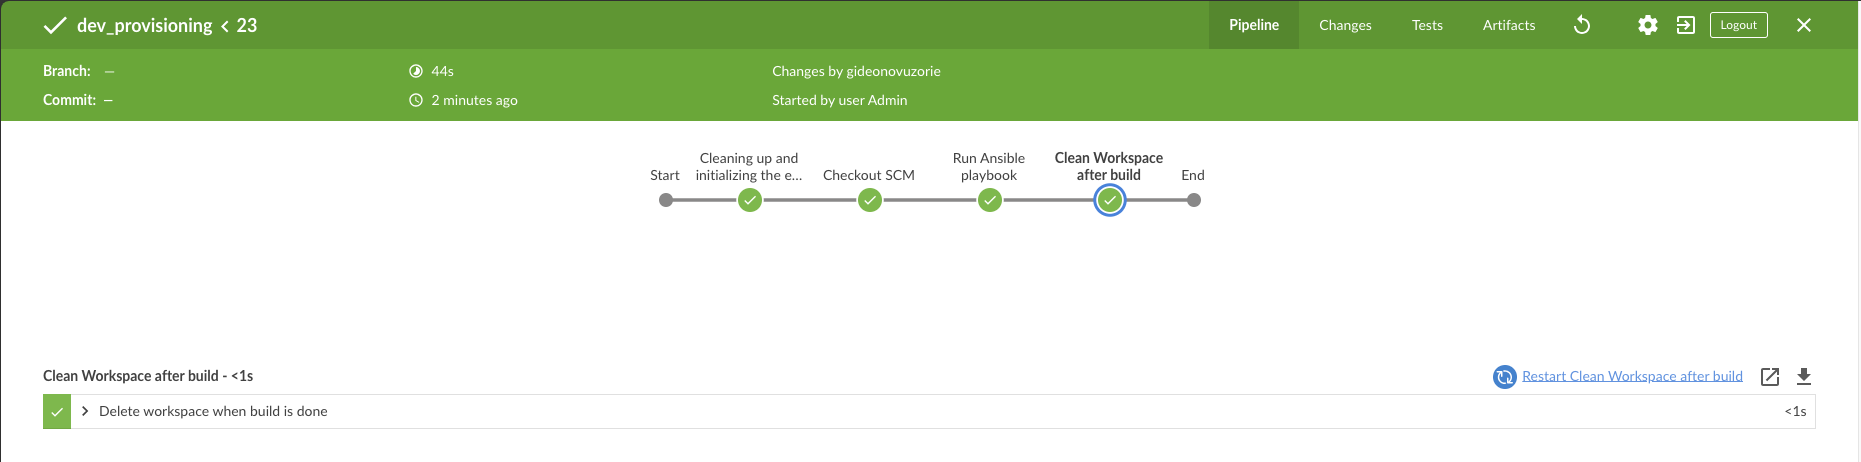 dev_provisioning < 23
Pipeline
Changes
Tests
Artifacts
Logout
Branch: —
44s
Changes by gideonovuzorie
Commit: —
2 minutes ago
Started by user Admin
Start
Cleaning up and
initializing the e...
Checkout SCM
Run Ansible
playbook
Clean Workspace
after build
End
Clean Workspace after build - <1s
Restart Clean Workspace after build
Delete workspace when build is done
<1s